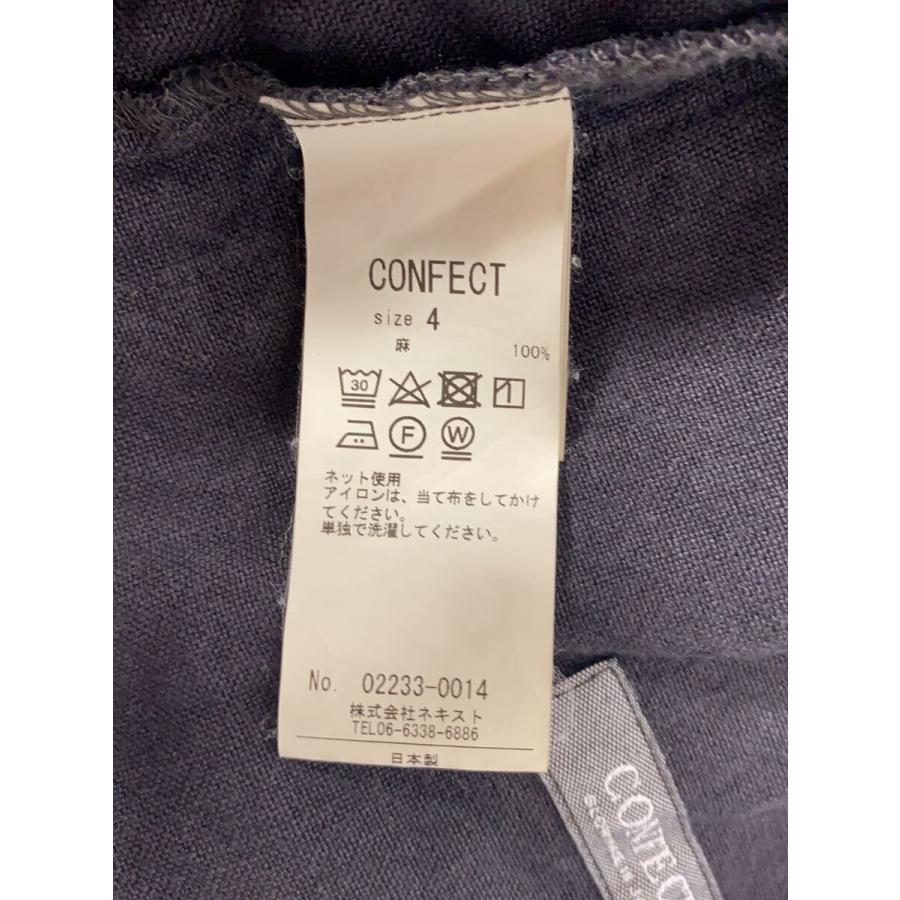 CONFECT
size 4
麻 100%
30
F W
ネット使用
アイロンは、当て布をしてかけ
てください。
単独で洗濯してください。
No. 02233-0014
株式会社ネキスト
TEL06-6338-6886
日本製
CONFECT